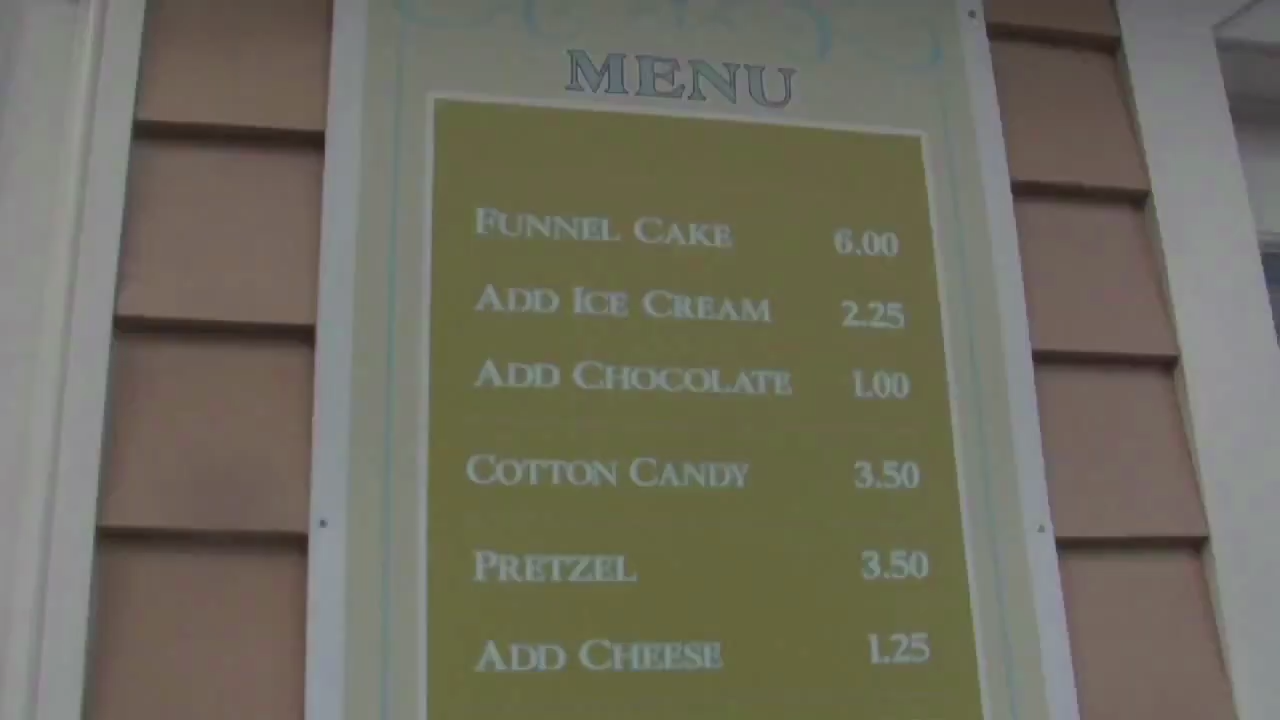 MENU
FUNNEL CAKE 6.00
ADD ICE CREAM 2.25
ADD CHOCOLATE 1.00
COTTON CANDY 3.50
PRETZEL 3.50
ADD CHEESE 1.25